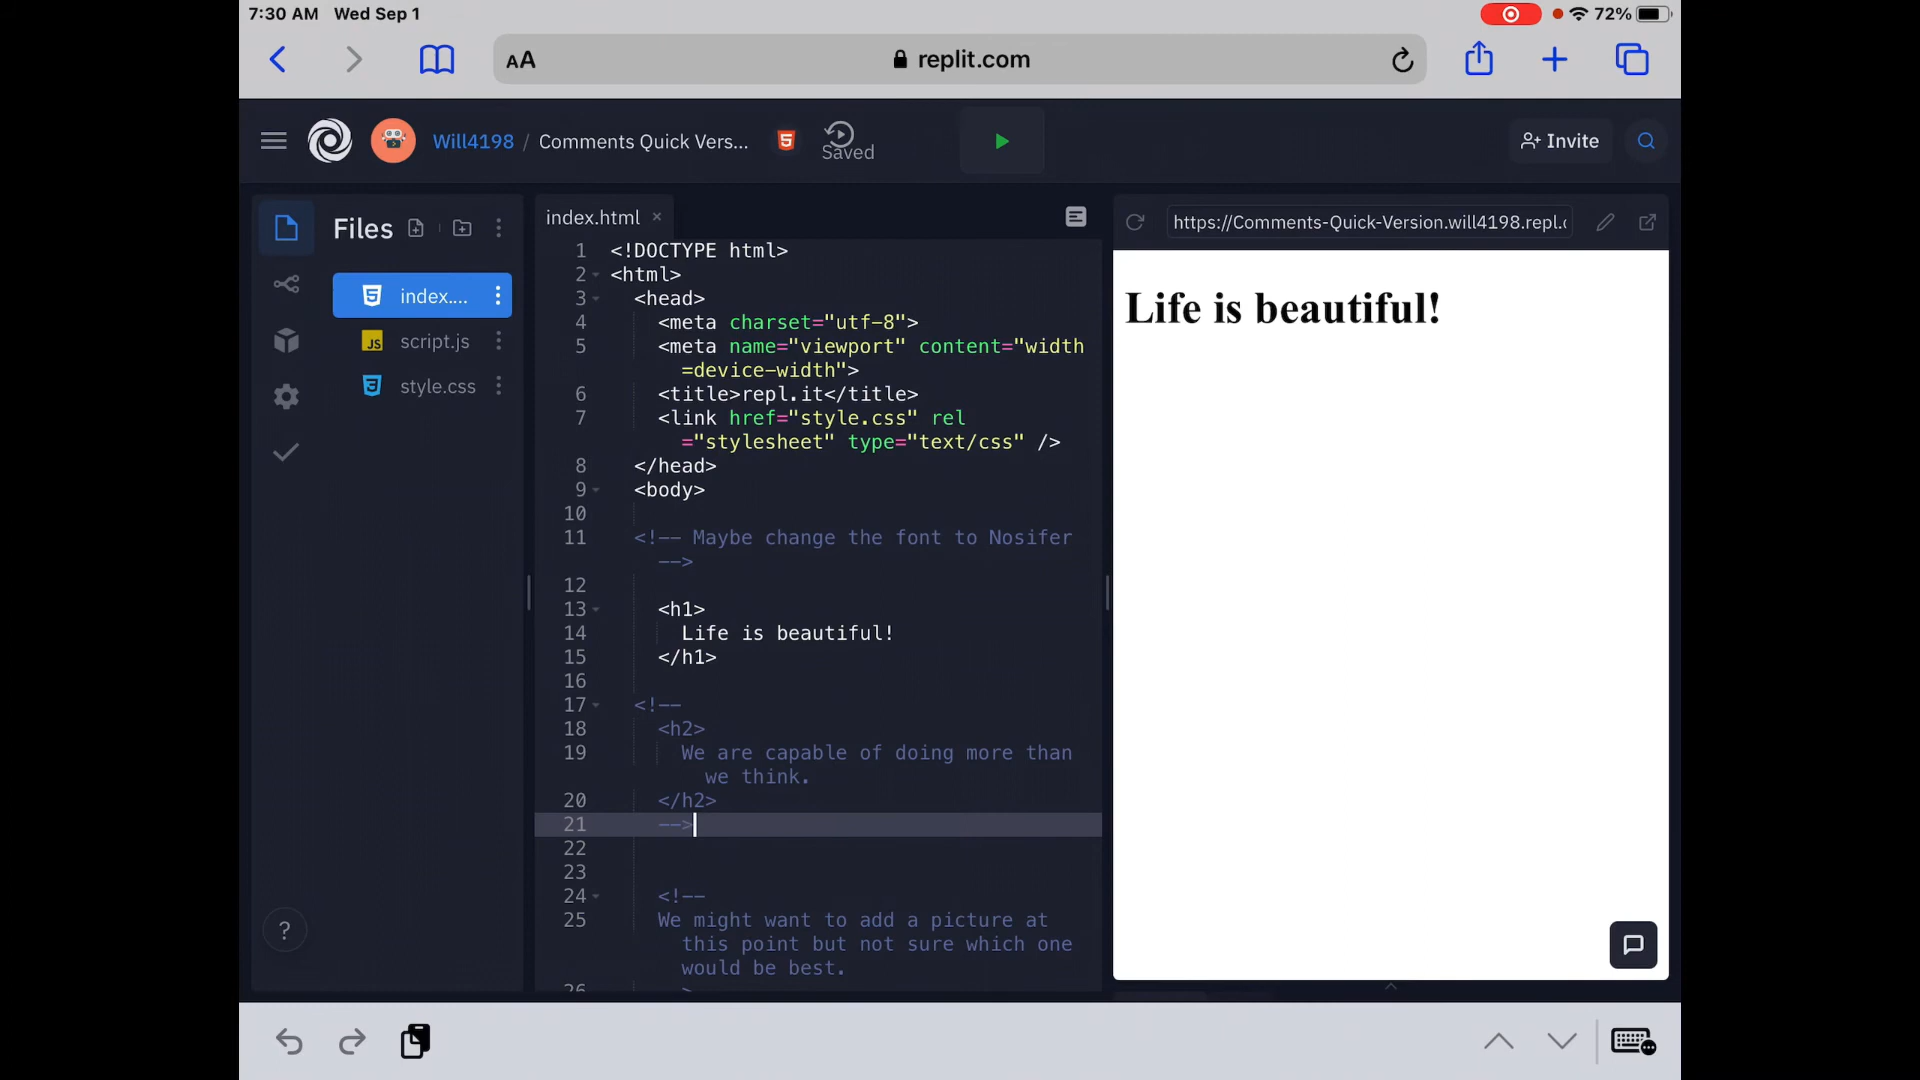 7:30 AM Wed Sep 1
72%
AA
replit.com
Will4198 / Comments Quick Vers...
Saved
Invite
Files
index....
JS script.js
style.css
?
index.html ×
https://Comments-Quick-Version.will4198.repl.c
1 <!DOCTYPE html>
2 <html>
3 <head>
4 <meta charset="utf-8">
5 <meta name="viewport" content="width
=device-width">
6 <title>repl.it</title>
7 <link href="style.css" rel
="stylesheet" type="text/css" />
8 </head>
9 <body>
10
11 <!-- Maybe change the font to Nosifer
-->
12
13 <h1>
14 Life is beautiful!
15 </h1>
16
17 <!--
18 <h2>
19 We are capable of doing more than
we think.
20 </h2>
21 -->
22
23
24 <!--
25 We might want to add a picture at
this point but not sure which one
would be best.
26
Life is beautiful!